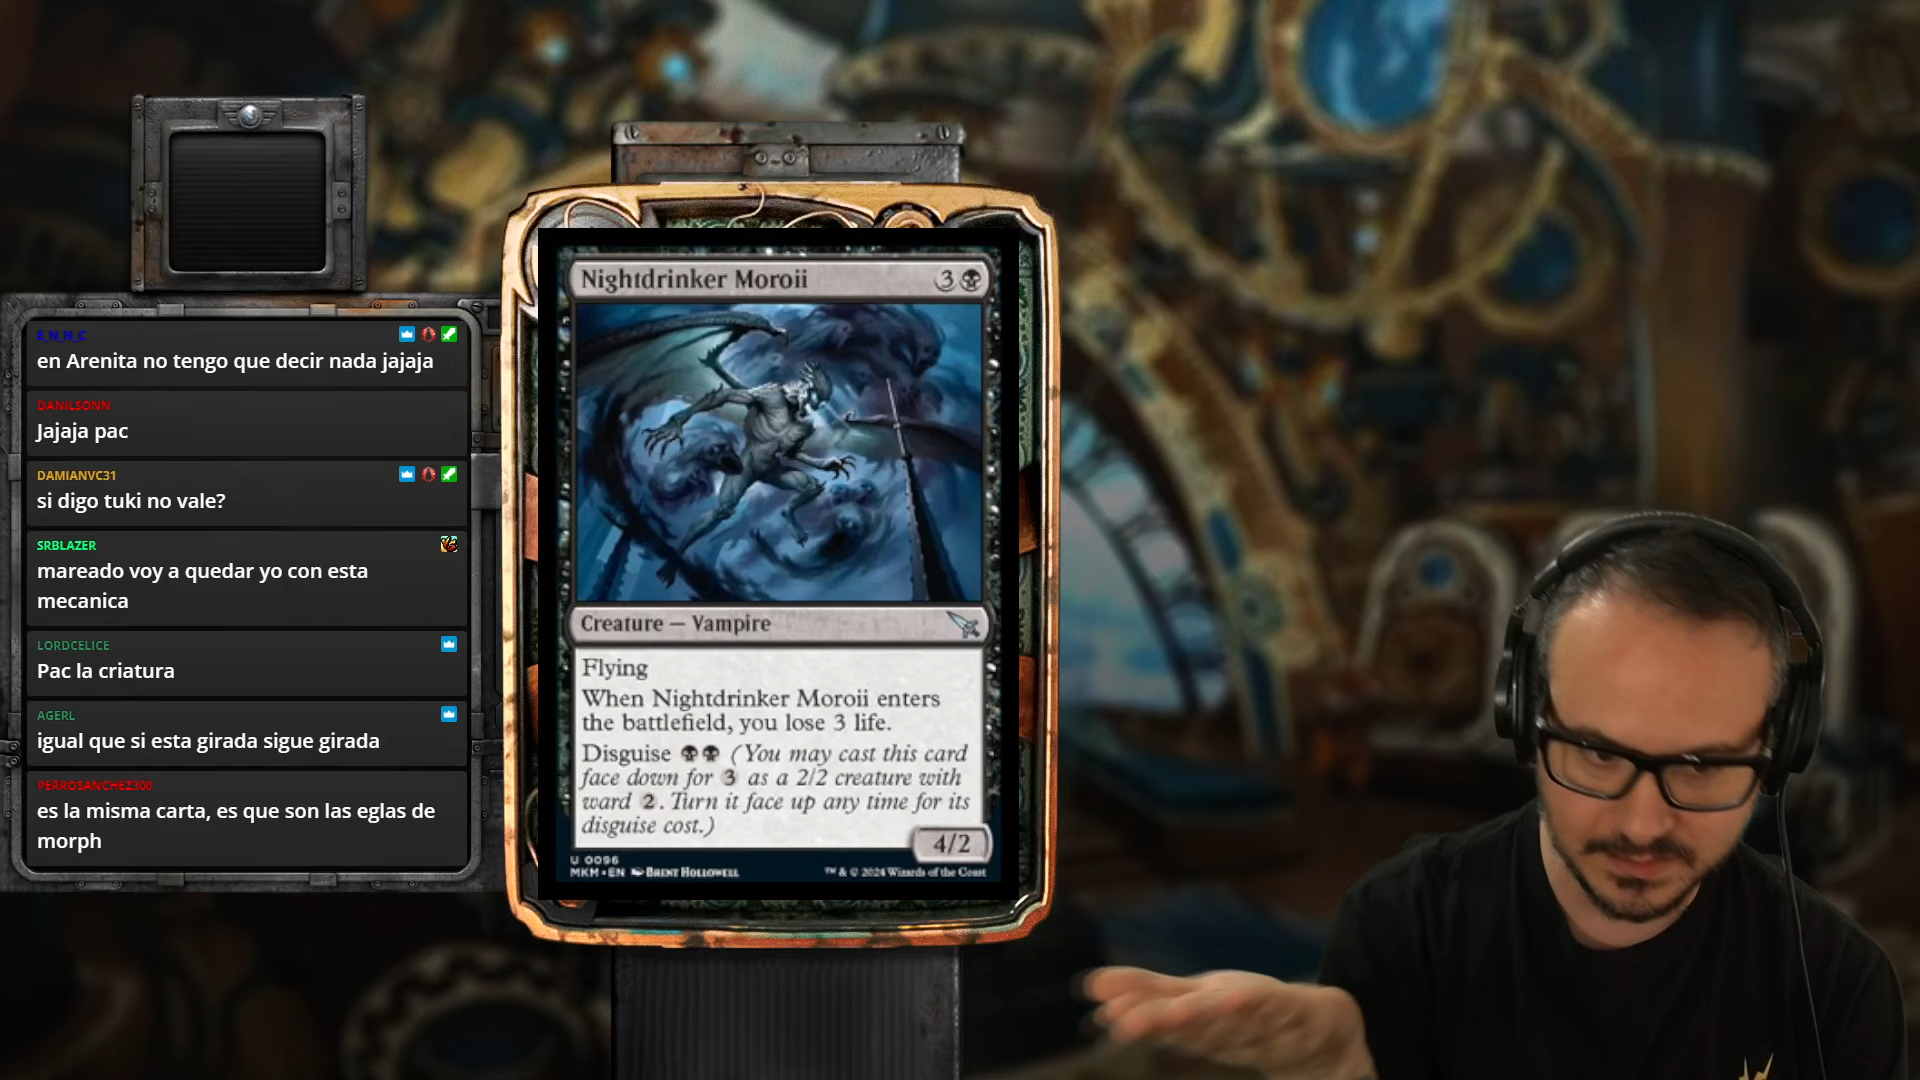 E_N_H_C
en Arenita no tengo que decir nada jajaja
DANILSONN
Jajaja pac
DAMIANVC31
si digo tuki no vale?
SRBLAZER
mareado voy a quedar yo con esta
mecanica
LORDCELICE
Pac la criatura
AGERL
igual que si esta girada sigue girada
PERROSANCHEZ300
es la misma carta, es que son las eglas de
morph
Nightdrinker Moroii
3
Creature — Vampire
Flying
When Nightdrinker Moroii enters
the battlefield, you lose 3 life.
Disguise (You may cast this card
face down for 3 as a 2/2 creature with
ward 2. Turn it face up any time for its
disguise cost.)
4/2
U 0096
MKM • EN Brent Hollowell
™ & © 2024 Wizards of the Coast